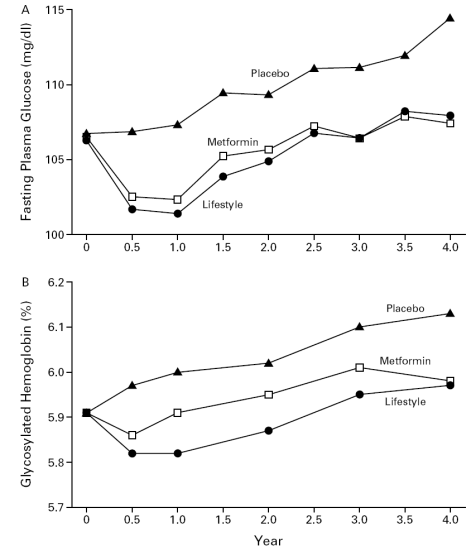 A
Fasting Plasma Glucose (mg/dl)
115
110
105
100
Placebo
Metformin
Lifestyle
0 0.5 1.0 1.5 2.0 2.5 3.0 3.5 4.0
B
Glycosylated Hemoglobin (%)
6.2
6.1
6.0
5.9
5.8
5.7
Placebo
Metformin
Lifestyle
0 0.5 1.0 1.5 2.0 2.5 3.0 3.5 4.0
Year